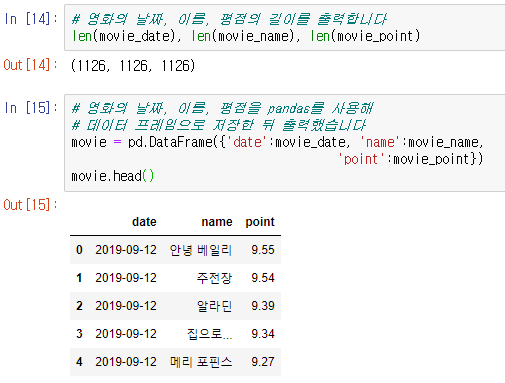 In [14]: # 영화의 날짜, 이름, 평점의 길이를 출력합니다
len(movie_date), len(movie_name), len(movie_point)
Out[14]: (1126, 1126, 1126)
In [15]: # 영화의 날짜, 이름, 평점을 pandas를 사용해
# 데이터 프레임으로 저장한 뒤 출력했습니다
movie = pd.DataFrame({'date':movie_date, 'name':movie_name,
'point':movie_point})
movie.head()
Out[15]:
date name point
0 2019-09-12 안녕 베일리 9.55
1 2019-09-12 주전장 9.54
2 2019-09-12 알라딘 9.39
3 2019-09-12 집으로... 9.34
4 2019-09-12 메리 포핀스 9.27